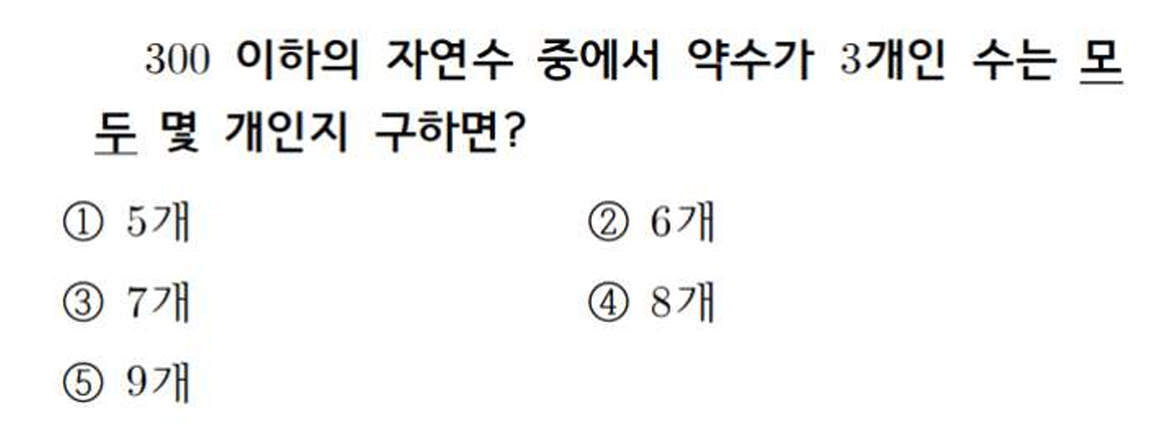 300 이하의 자연수 중에서 약수가 3개인 수는 모
두 몇 개인지 구하면?
① 5개 ② 6개
③ 7개 ④ 8개
⑤ 9개